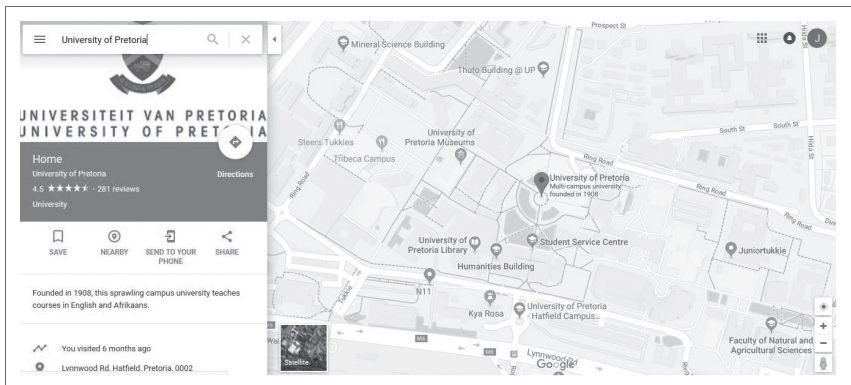 University of Pretoria
UNIVERSITEIT VAN PRETORIA
UNIVERSITY OF PRETORIA
Home
University of Pretoria
Directions
4.5 ★★★★★ · 281 reviews
University
SAVE
NEARBY
SEND TO YOUR
PHONE
SHARE
Founded in 1908, this sprawling campus university teaches
courses in English and Afrikaans.
You visited 6 months ago
Lynnwood Rd, Hatfield, Pretoria, 0002
Satellite
Prospect St
Hilda St
J
Mineral Science Building
Thuto Building @ UP
South St
South St
Hilda St
Steers Tukkies
Tribeca Campus
University of
Pretoria Museums
Ring Road
Ring Road
University of Pretoria
Multi-campus university
founded in 1908
Ring Road
Ring Road
University of
Pretoria Library
Student Service Centre
Juniortukkie
Humanities Building
N11
Tukkie
Kya Rosa
University of Pretoria
- Hatfield Campus...
M6
M6
Lynnwood Rd
Google
Faculty of Natural and
Agricultural Sciences